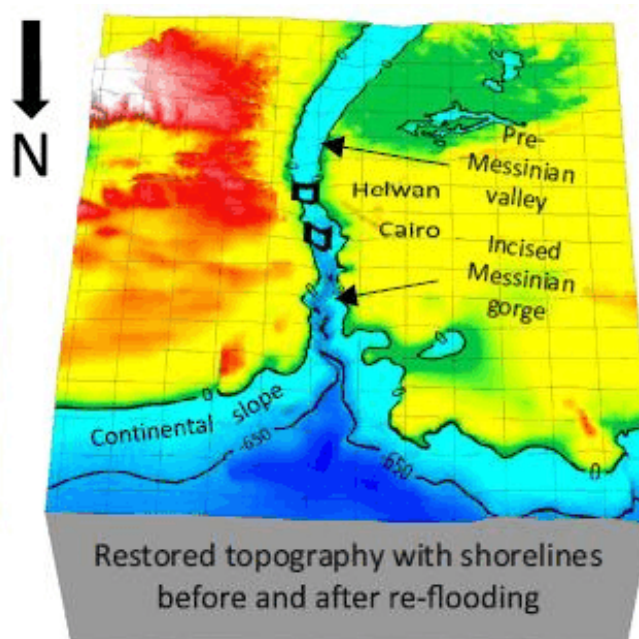 N
Pre-
Messinian
valley
Helwan
Cairo
Incised
Messinian
gorge
0
Continental slope
-650
-650
0
Restored topography with shorelines
before and after re-flooding